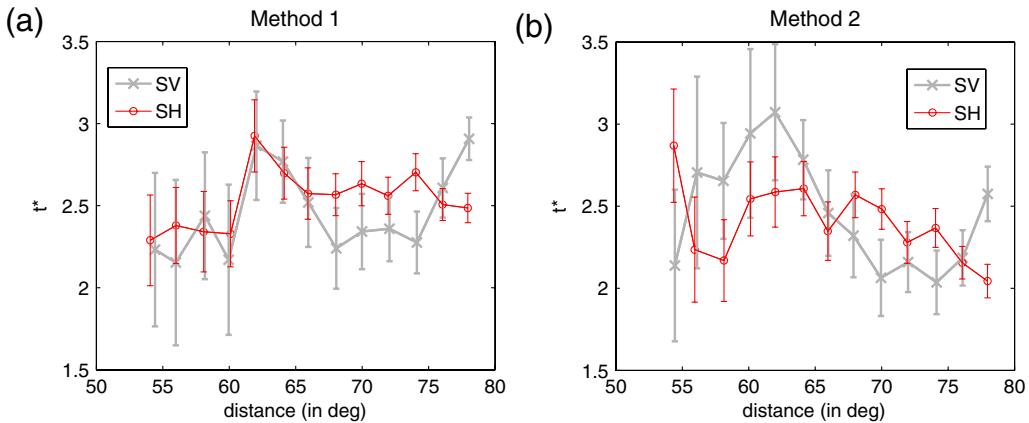 (a)
Method 1
3.5
3
2.5
2
1.5
t*
SV
SH
50 55 60 65 70 75 80
distance (in deg)
(b)
Method 2
3.5
3
2.5
2
1.5
t*
SV
SH
50 55 60 65 70 75 80
distance (in deg)